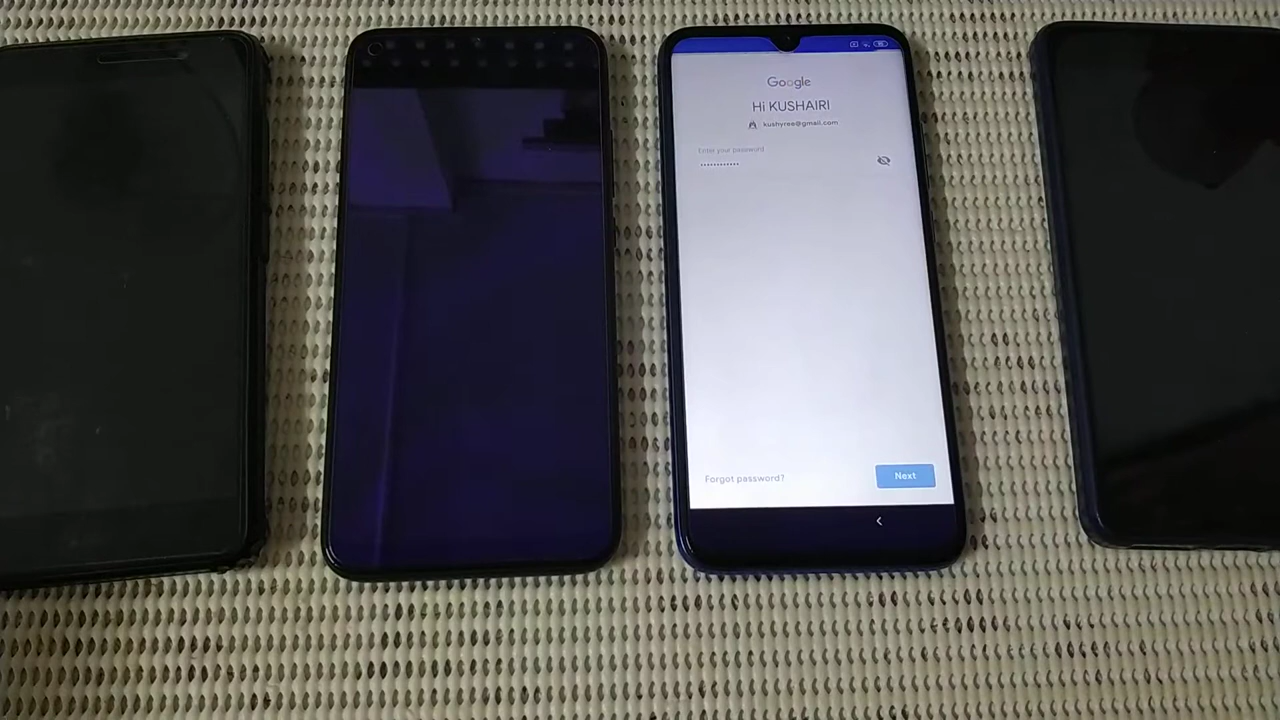 Google
Hi KUSHAIRI
kushyree@gmail.com
Enter your password
••••••••••••
Forgot password?
Next